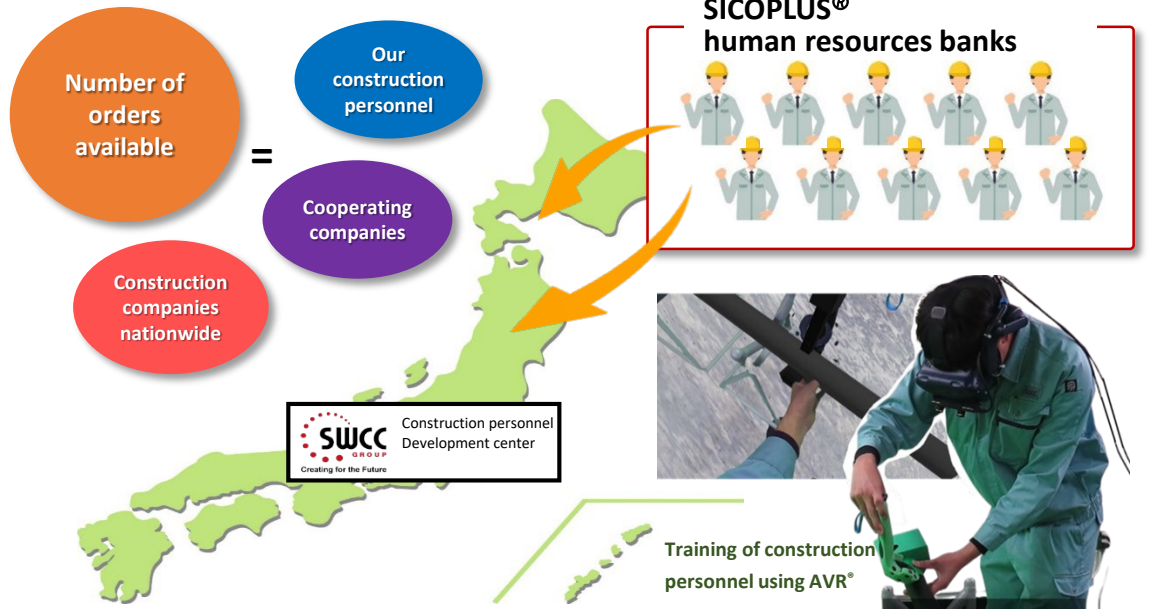 Number of
orders
available
=
Our
construction
personnel
Cooperating
companies
Construction
companies
nationwide
SICOPLUS®
human resources banks
SWCC
GROUP
Creating for the Future
Construction personnel
Development center
Training of construction
personnel using AVR®